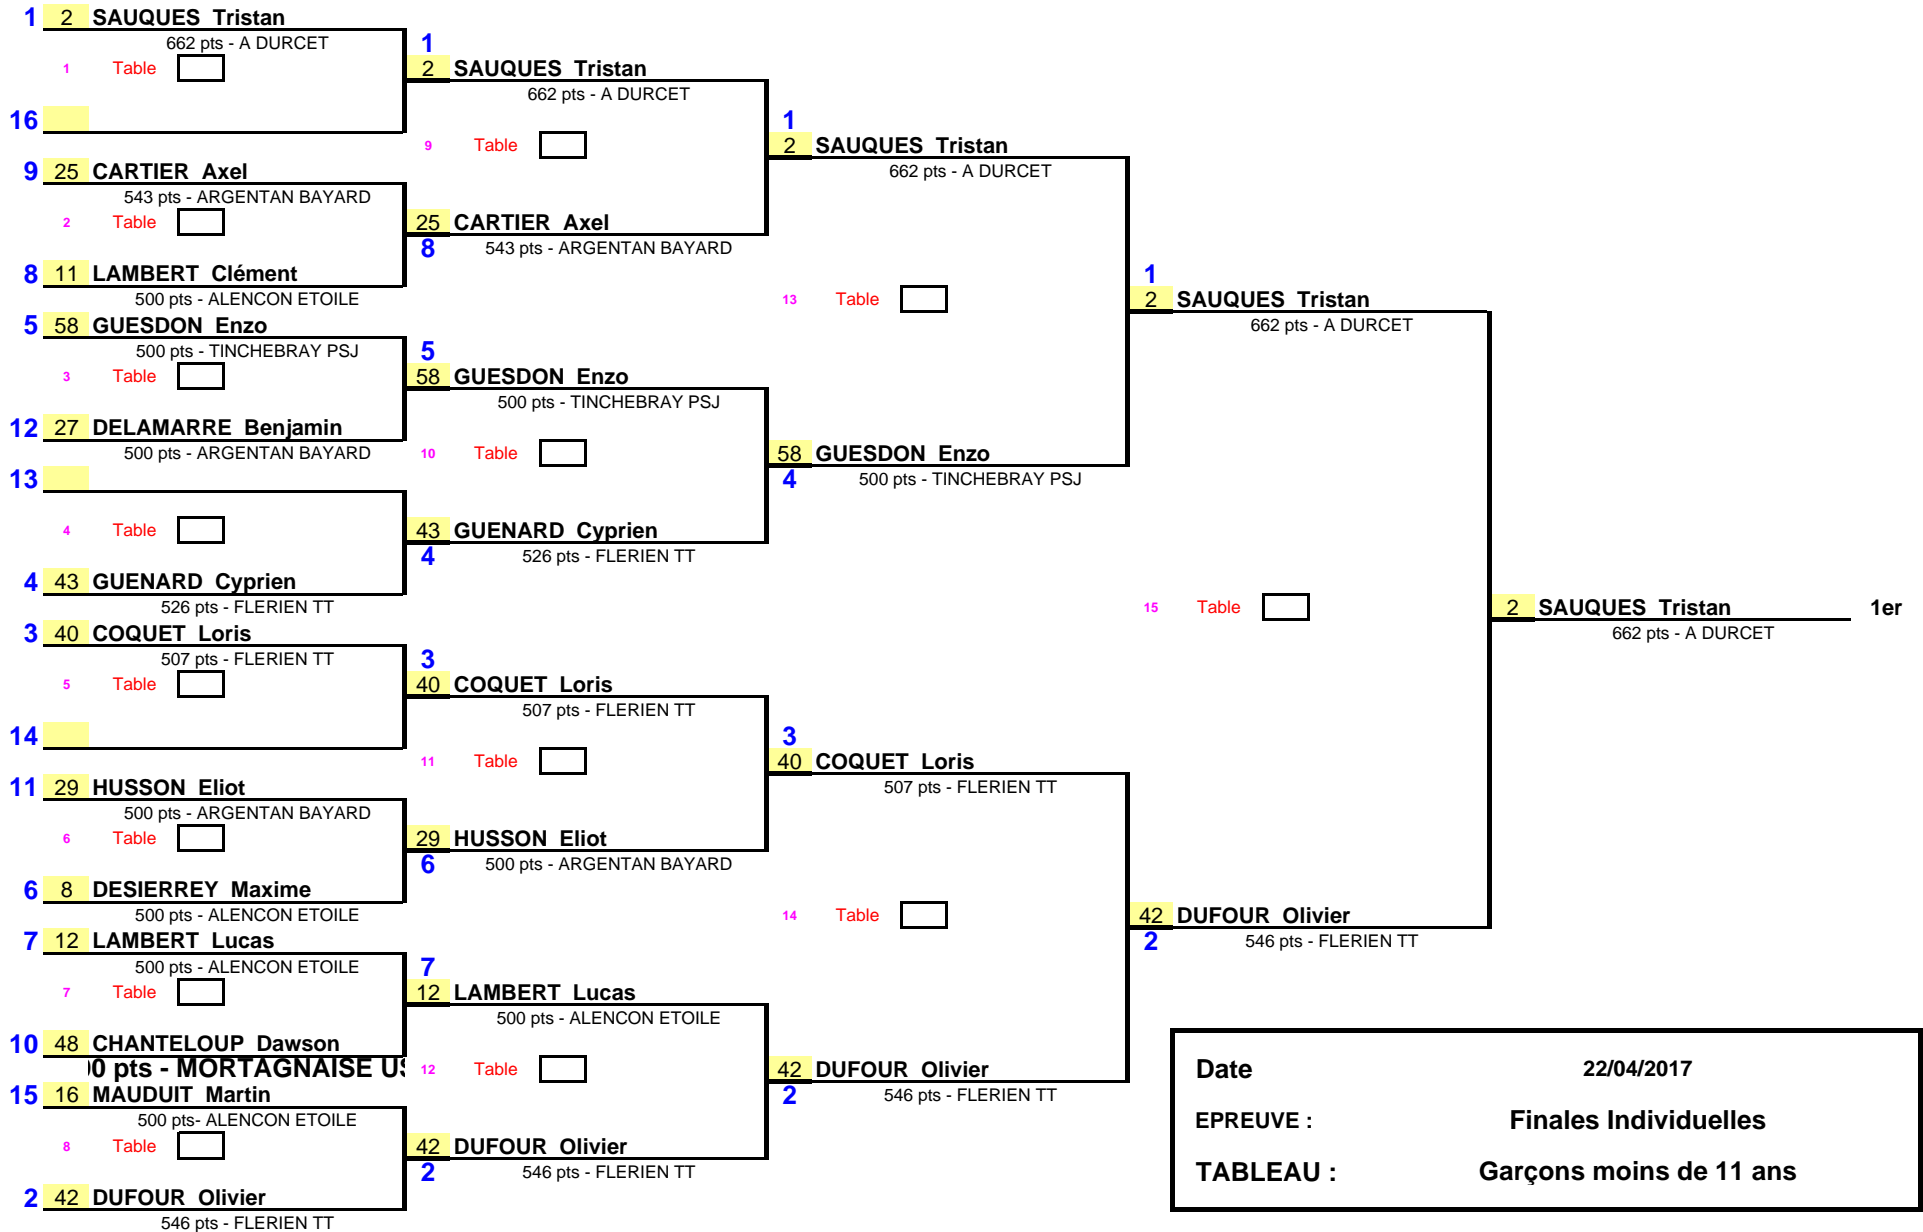 1 2 SAUQUES Tristan
662 pts - A DURCET
1 Table
16
9 25 CARTIER Axel
543 pts - ARGENTAN BAYARD
2 Table
8 11 LAMBERT Clément
500 pts - ALENCON ETOILE
5 58 GUESDON Enzo
500 pts - TINCHEBRAY PSJ
3 Table
12 27 DELAMARRE Benjamin
500 pts - ARGENTAN BAYARD
13
4 Table
4 43 GUENARD Cyprien
526 pts - FLERIEN TT
3 40 COQUET Loris
507 pts - FLERIEN TT
5 Table
14
11 29 HUSSON Eliot
500 pts - ARGENTAN BAYARD
6 Table
6 8 DESIERREY Maxime
500 pts - ALENCON ETOILE
7 12 LAMBERT Lucas
500 pts - ALENCON ETOILE
7 Table
10 48 CHANTELOUP Dawson
0 pts - MORTAGNAISE US
15 16 MAUDUIT Martin
500 pts- ALENCON ETOILE
8 Table
2 42 DUFOUR Olivier
546 pts - FLERIEN TT
1
2 SAUQUES Tristan
662 pts - A DURCET
9 Table
25 CARTIER Axel
8 543 pts - ARGENTAN BAYARD
5
58 GUESDON Enzo
500 pts - TINCHEBRAY PSJ
10 Table
43 GUENARD Cyprien
4 526 pts - FLERIEN TT
3
40 COQUET Loris
507 pts - FLERIEN TT
11 Table
29 HUSSON Eliot
6 500 pts - ARGENTAN BAYARD
7
12 LAMBERT Lucas
500 pts - ALENCON ETOILE
12 Table
42 DUFOUR Olivier
2 546 pts - FLERIEN TT
1
2 SAUQUES Tristan
662 pts - A DURCET
13 Table
58 GUESDON Enzo
4 500 pts - TINCHEBRAY PSJ
3
40 COQUET Loris
507 pts - FLERIEN TT
14 Table
42 DUFOUR Olivier
2 546 pts - FLERIEN TT
1
2 SAUQUES Tristan
662 pts - A DURCET
15 Table
42 DUFOUR Olivier
2 546 pts - FLERIEN TT
2 SAUQUES Tristan 1er
662 pts - A DURCET
Date 22/04/2017
EPREUVE : Finales Individuelles
TABLEAU : Garçons moins de 11 ans